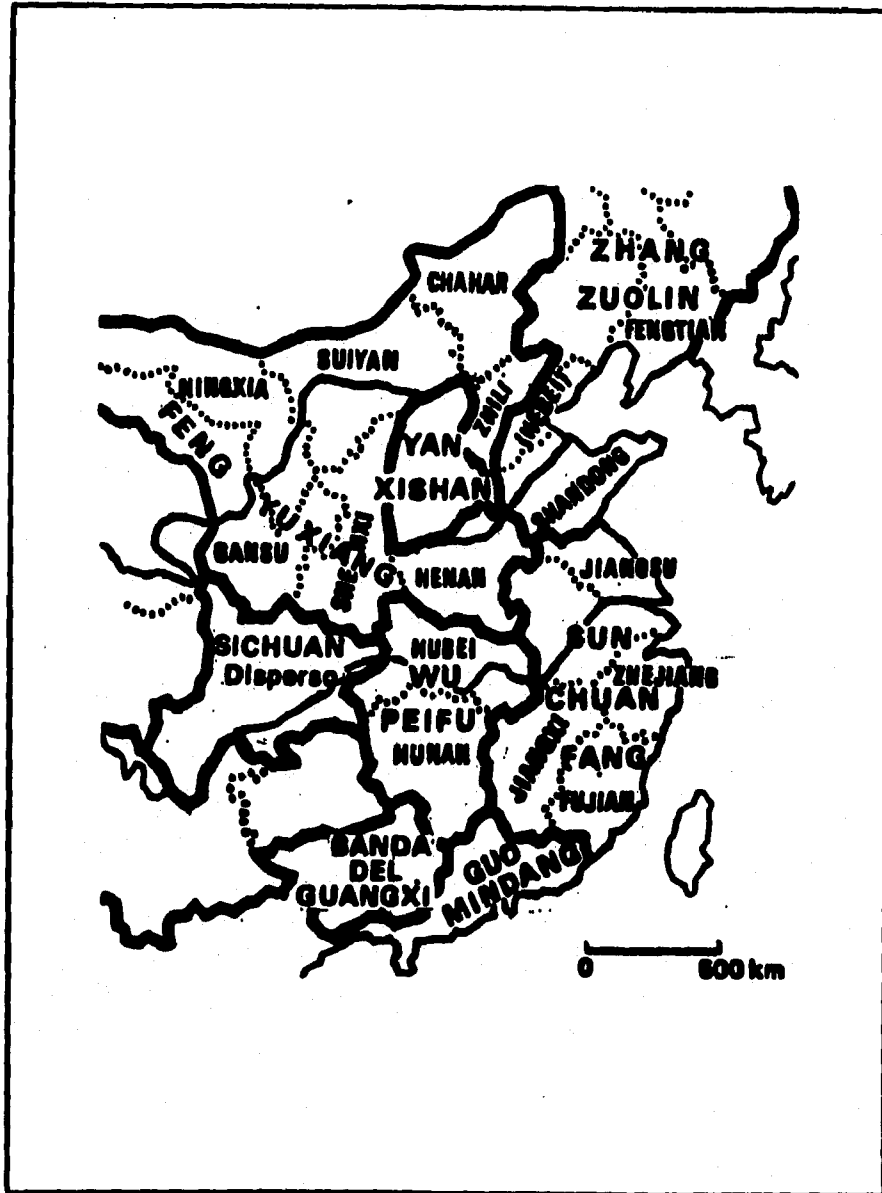 ZHANG
CHAHAR
ZUOLIN
FENGTIAN
SUIYAN
NINGXIA
ZHILI
FENG
YAN
XISHAN
SHANDONG
YUXIANG
GANSU
HENAN
JIANGSU
SUN
SICHUAN
HUBEI
Disperso
WU
ZHEJIANG
CHUAN
PEIFU
HUNAN
JIANGXI
FANG
FUJIAN
BANDA
DEL
GUANGXI
GUO
MINDANG
0 600 km